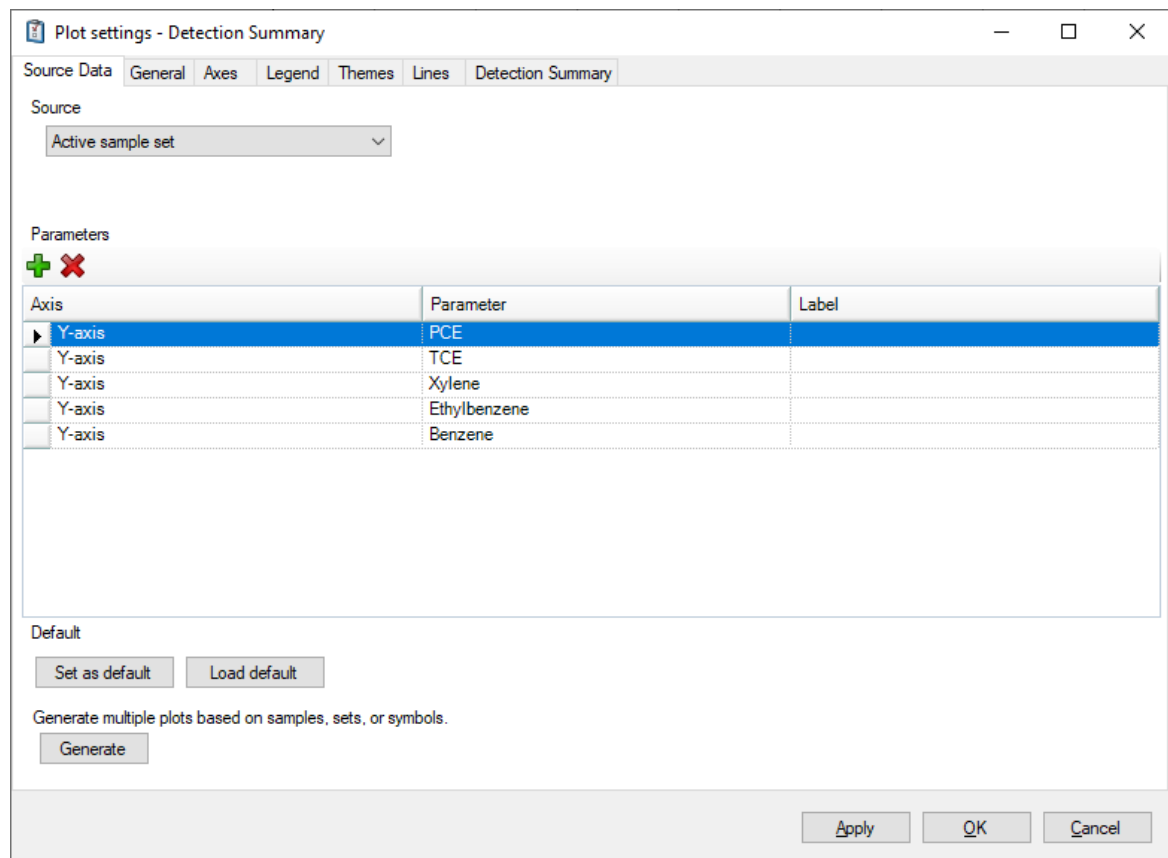 Plot settings - Detection Summary
Source Data General Axes Legend Themes Lines Detection Summary
Source
Active sample set
Parameters
Axis Parameter Label
Y-axis PCE
Y-axis TCE
Y-axis Xylene
Y-axis Ethylbenzene
Y-axis Benzene
Default
Set as default Load default
Generate multiple plots based on samples, sets, or symbols.
Generate
Apply OK Cancel